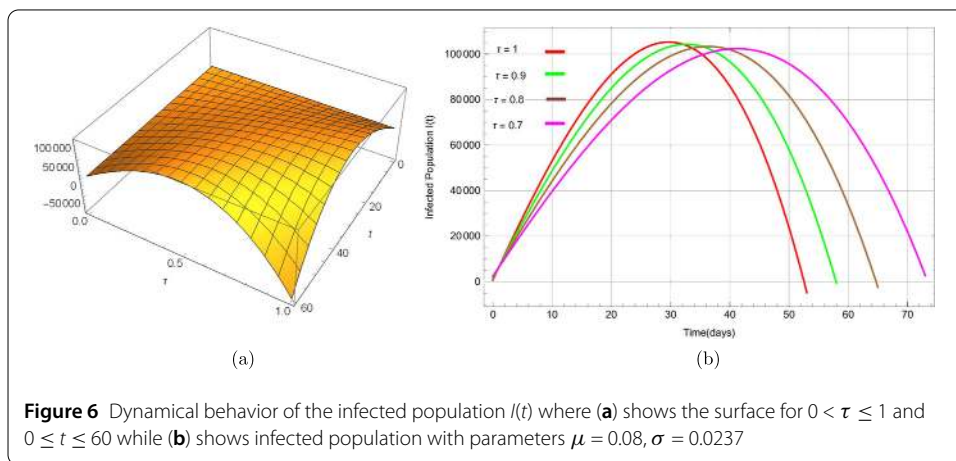 100000
50000
0
−50000
0.0
0.5
τ
1.0
60
40
t
20
0
(a)
100000
80000
60000
40000
20000
0
Infected Population I(t)
τ = 1
τ = 0.9
τ = 0.8
τ = 0.7
0 10 20 30 40 50 60 70
Time(days)
(b)
Figure 6 Dynamical behavior of the infected population I(t) where (a) shows the surface for 0 < τ ≤ 1 and
0 ≤ t ≤ 60 while (b) shows infected population with parameters μ = 0.08, σ = 0.0237